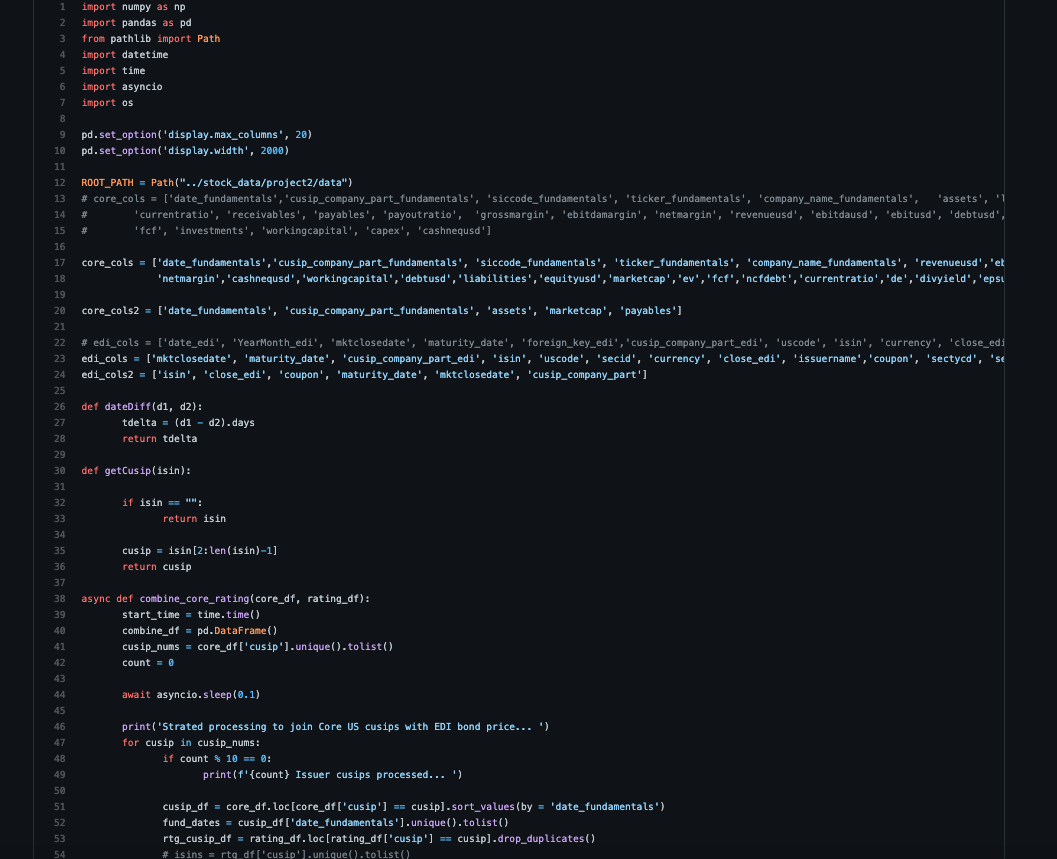 1 import numpy as np
2 import pandas as pd
3 from pathlib import Path
4 import datetime
5 import time
6 import asyncio
7 import os
8
9 pd.set_option('display.max_columns', 20)
10 pd.set_option('display.width', 2000)
11
12 ROOT_PATH = Path("../stock_data/project2/data")
13 # core_cols = ['date_fundamentals','cusip_company_part_fundamentals', 'siccode_fundamentals', 'ticker_fundamentals', 'company_name_fundamentals',   'assets', 'l
14 #        'currentratio', 'receivables', 'payables', 'payoutratio',  'grossmargin', 'ebitdamargin', 'netmargin', 'revenueusd', 'ebitdausd', 'ebitusd', 'debtusd',
15 #        'fcf', 'investments', 'workingcapital', 'capex', 'cashnequsd']
16
17 core_cols = ['date_fundamentals','cusip_company_part_fundamentals', 'siccode_fundamentals', 'ticker_fundamentals', 'company_name_fundamentals', 'revenueusd','eb
18             'netmargin','cashnequsd','workingcapital','debtusd','liabilities','equityusd','marketcap','ev','fcf','ncfdebt','currentratio','de','divyield','epsu
19
20 core_cols2 = ['date_fundamentals', 'cusip_company_part_fundamentals', 'assets', 'marketcap', 'payables']
21
22 # edi_cols = ['date_edi', 'YearMonth_edi', 'mktclosedate', 'maturity_date', 'foreign_key_edi','cusip_company_part_edi', 'uscode', 'isin', 'currency', 'close_edi
23 edi_cols = ['mktclosedate', 'maturity_date', 'cusip_company_part_edi', 'isin', 'uscode', 'secid', 'currency', 'close_edi', 'issuername','coupon', 'sectycd', 'se
24 edi_cols2 = ['isin', 'close_edi', 'coupon', 'maturity_date', 'mktclosedate', 'cusip_company_part']
25
26 def dateDiff(d1, d2):
27       tdelta = (d1 - d2).days
28       return tdelta
29
30 def getCusip(isin):
31
32       if isin == "":
33             return isin
34
35       cusip = isin[2:len(isin)-1]
36       return cusip
37
38 async def combine_core_rating(core_df, rating_df):
39       start_time = time.time()
40       combine_df = pd.DataFrame()
41       cusip_nums = core_df['cusip'].unique().tolist()
42       count = 0
43
44       await asyncio.sleep(0.1)
45
46       print('Strated processing to join Core US cusips with EDI bond price... ')
47       for cusip in cusip_nums:
48             if count % 10 == 0:
49                   print(f'{count} Issuer cusips processed... ')
50
51             cusip_df = core_df.loc[core_df['cusip'] == cusip].sort_values(by = 'date_fundamentals')
52             fund_dates = cusip_df['date_fundamentals'].unique().tolist()
53             rtg_cusip_df = rating_df.loc[rating_df['cusip'] == cusip].drop_duplicates()
54             # isins = rtg_df['cusip'].unique().tolist()